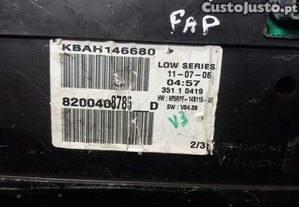 CustoJusto.pt
FAP
KBAH146680
LOW SERIES
11-07-06
04:57
351 1 0419
SW: V04.09
8200408785 D
V3
2/3